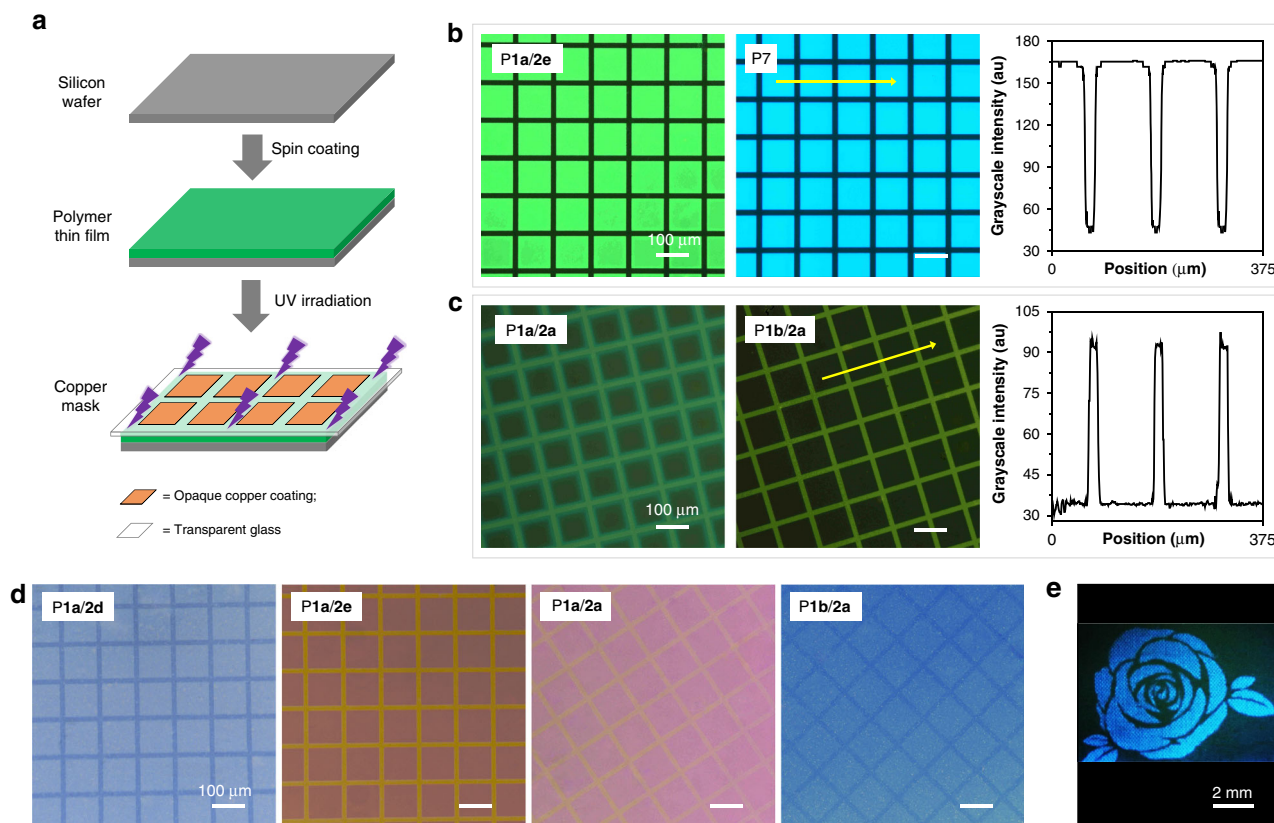 a
Silicon
wafer
Spin coating
Polymer
thin film
UV irradiation
Copper
mask
= Opaque copper coating;
= Transparent glass
b
P1a/2e
100 μm
P7
Grayscale intensity (au)
180
150
120
90
60
30
0
Position (μm)
375
c
P1a/2a
100 μm
P1b/2a
Grayscale intensity (au)
105
90
75
60
45
30
0
Position (μm)
375
d
P1a/2d
100 μm
P1a/2e
P1a/2a
P1b/2a
e
2 mm